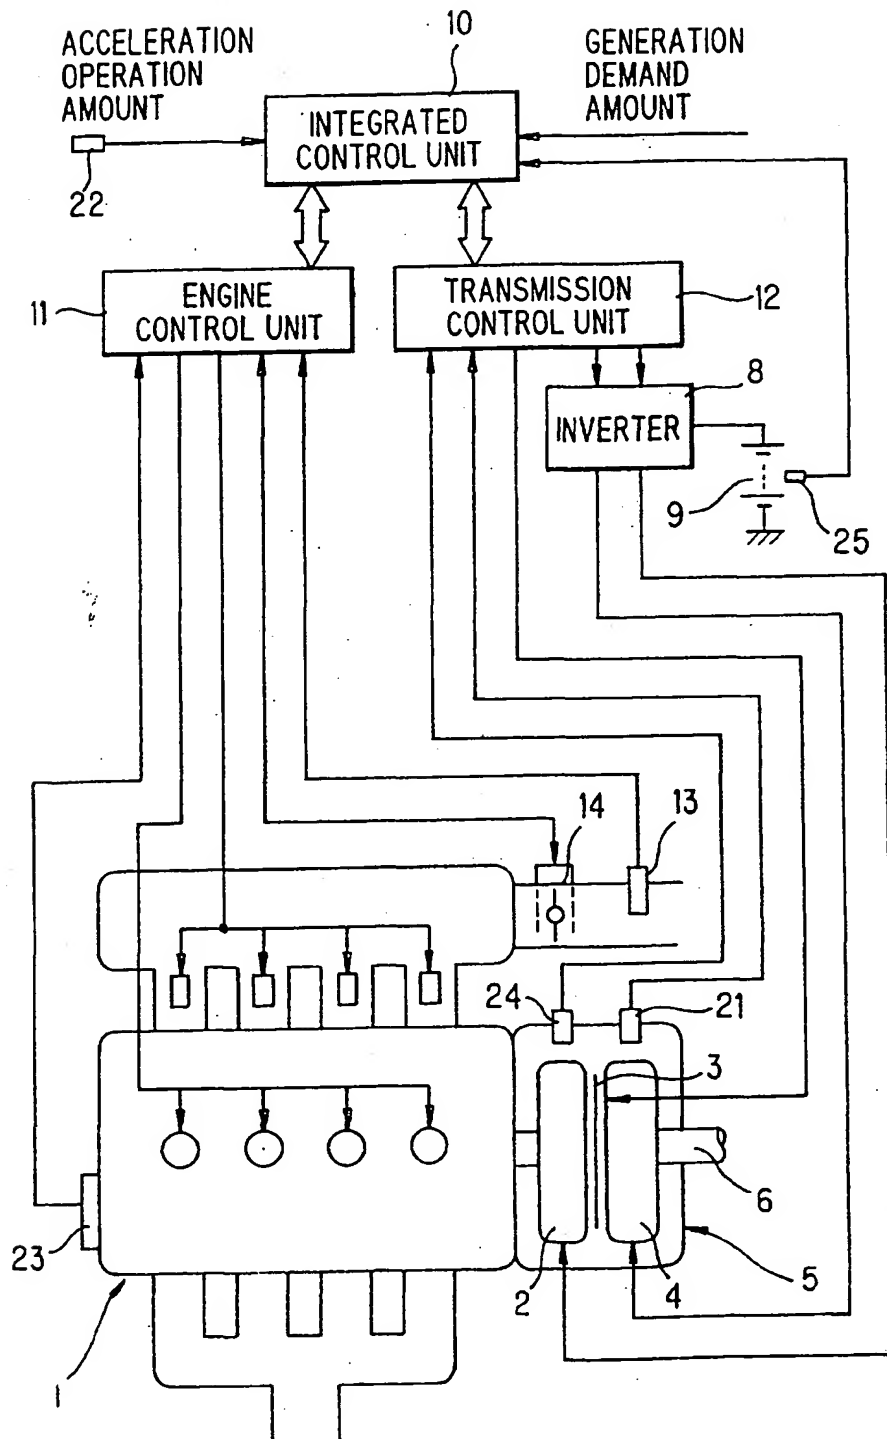 10
ACCELERATION
OPERATION
AMOUNT
GENERATION
DEMAND
AMOUNT
INTEGRATED
CONTROL UNIT
22
11
ENGINE
CONTROL UNIT
TRANSMISSION
CONTROL UNIT
12
8
INVERTER
9
25
14
13
24
21
3
6
23
2
4
5
1